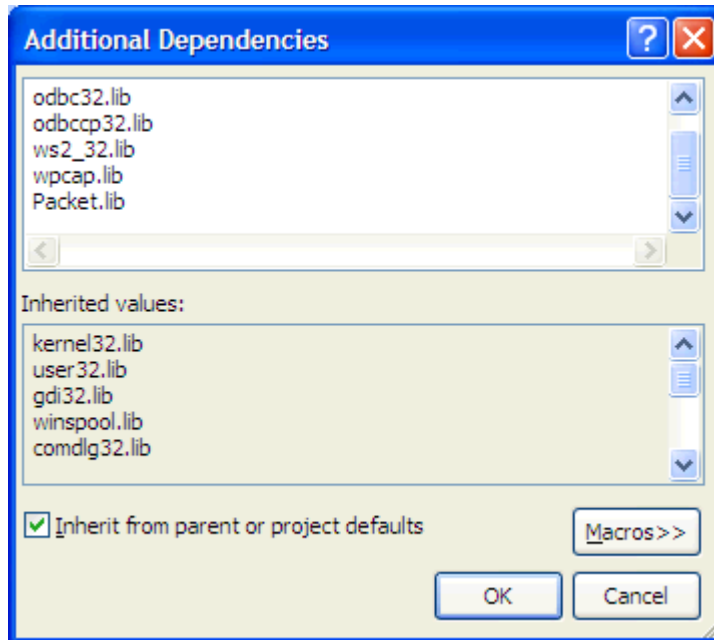 Additional Dependencies
odbc32.lib
odbccp32.lib
ws2_32.lib
wpcap.lib
Packet.lib
Inherited values:
kernel32.lib
user32.lib
gdi32.lib
winspool.lib
comdlg32.lib
Inherit from parent or project defaults
Macros>>
OK
Cancel